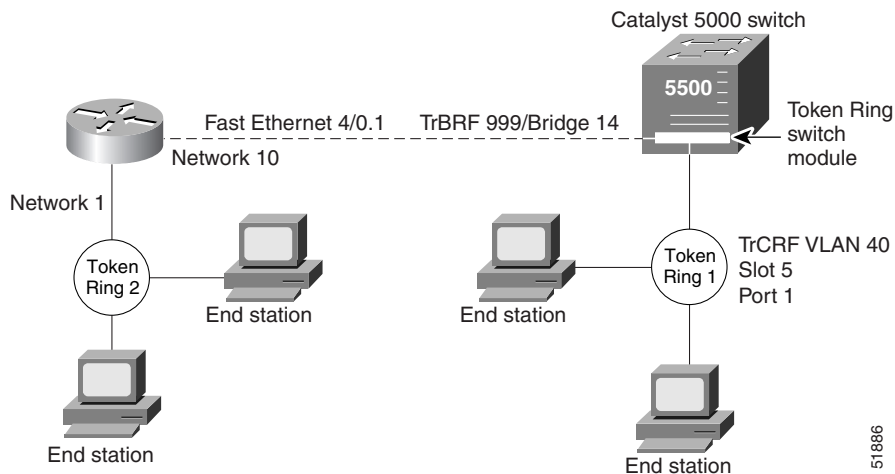 Catalyst 5000 switch
5500
Token Ring
switch
module
Fast Ethernet 4/0.1
TrBRF 999/Bridge 14
Network 10
Network 1
Token
Ring 2
End station
End station
Token
Ring 1
TrCRF VLAN 40
Slot 5
Port 1
End station
End station
51886